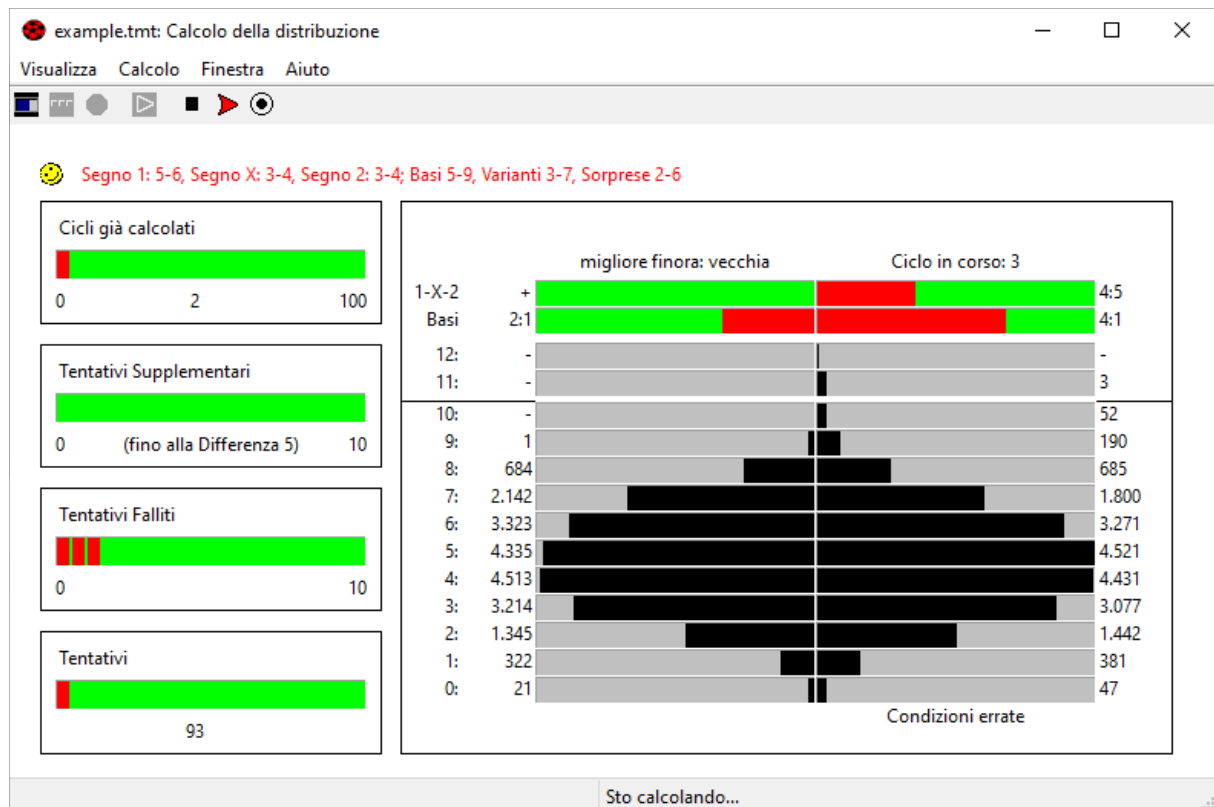 example.tmt: Calcolo della distribuzione
Visualizza Calcolo Finestra Aiuto
Segno 1: 5-6, Segno X: 3-4, Segno 2: 3-4; Basi 5-9, Varianti 3-7, Sorprese 2-6
Cicli già calcolati
0 2 100
Tentativi Supplementari
0 (fino alla Differenza 5) 10
Tentativi Falliti
0 10
Tentativi
93
migliore finora: vecchia Ciclo in corso: 3
1-X-2 + 4:5
Basi 2:1 4:1
12: - -
11: - 3
10: - 52
9: 1 190
8: 684 685
7: 2.142 1.800
6: 3.323 3.271
5: 4.335 4.521
4: 4.513 4.431
3: 3.214 3.077
2: 1.345 1.442
1: 322 381
0: 21 47
Condizioni errate
Sto calcolando...